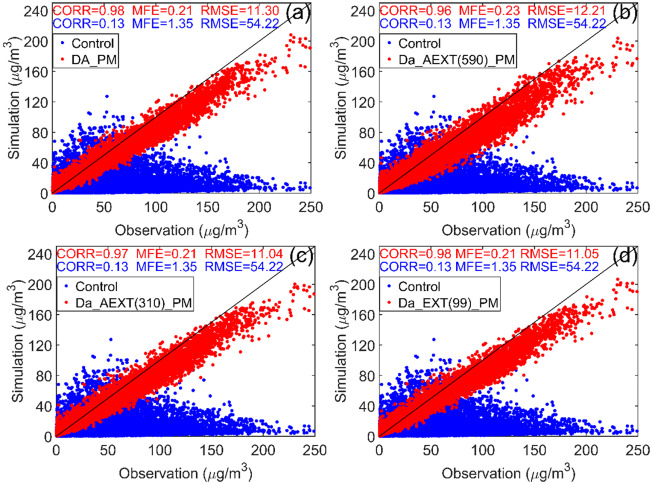 CORR=0.98 MFE=0.21 RMSE=11.30
CORR=0.13 MFE=1.35 RMSE=54.22
(a)
Control
DA_PM
Simulation (μg/m³)
240
200
160
120
80
40
0
0 50 100 150 200 250
Observation (μg/m³)
CORR=0.96 MFE=0.23 RMSE=12.21
CORR=0.13 MFE=1.35 RMSE=54.22
(b)
Control
Da_AEXT(590)_PM
Simulation (μg/m³)
240
200
160
120
80
40
0
0 50 100 150 200 250
Observation (μg/m³)
CORR=0.97 MFE=0.21 RMSE=11.04
CORR=0.13 MFE=1.35 RMSE=54.22
(c)
Control
Da_AEXT(310)_PM
Simulation (μg/m³)
240
200
160
120
80
40
0
0 50 100 150 200 250
Observation (μg/m³)
CORR=0.98 MFE=0.21 RMSE=11.05
CORR=0.13 MFE=1.35 RMSE=54.22
(d)
Control
Da_EXT(99)_PM
Simulation (μg/m³)
240
200
160
120
80
40
0
0 50 100 150 200 250
Observation (μg/m³)